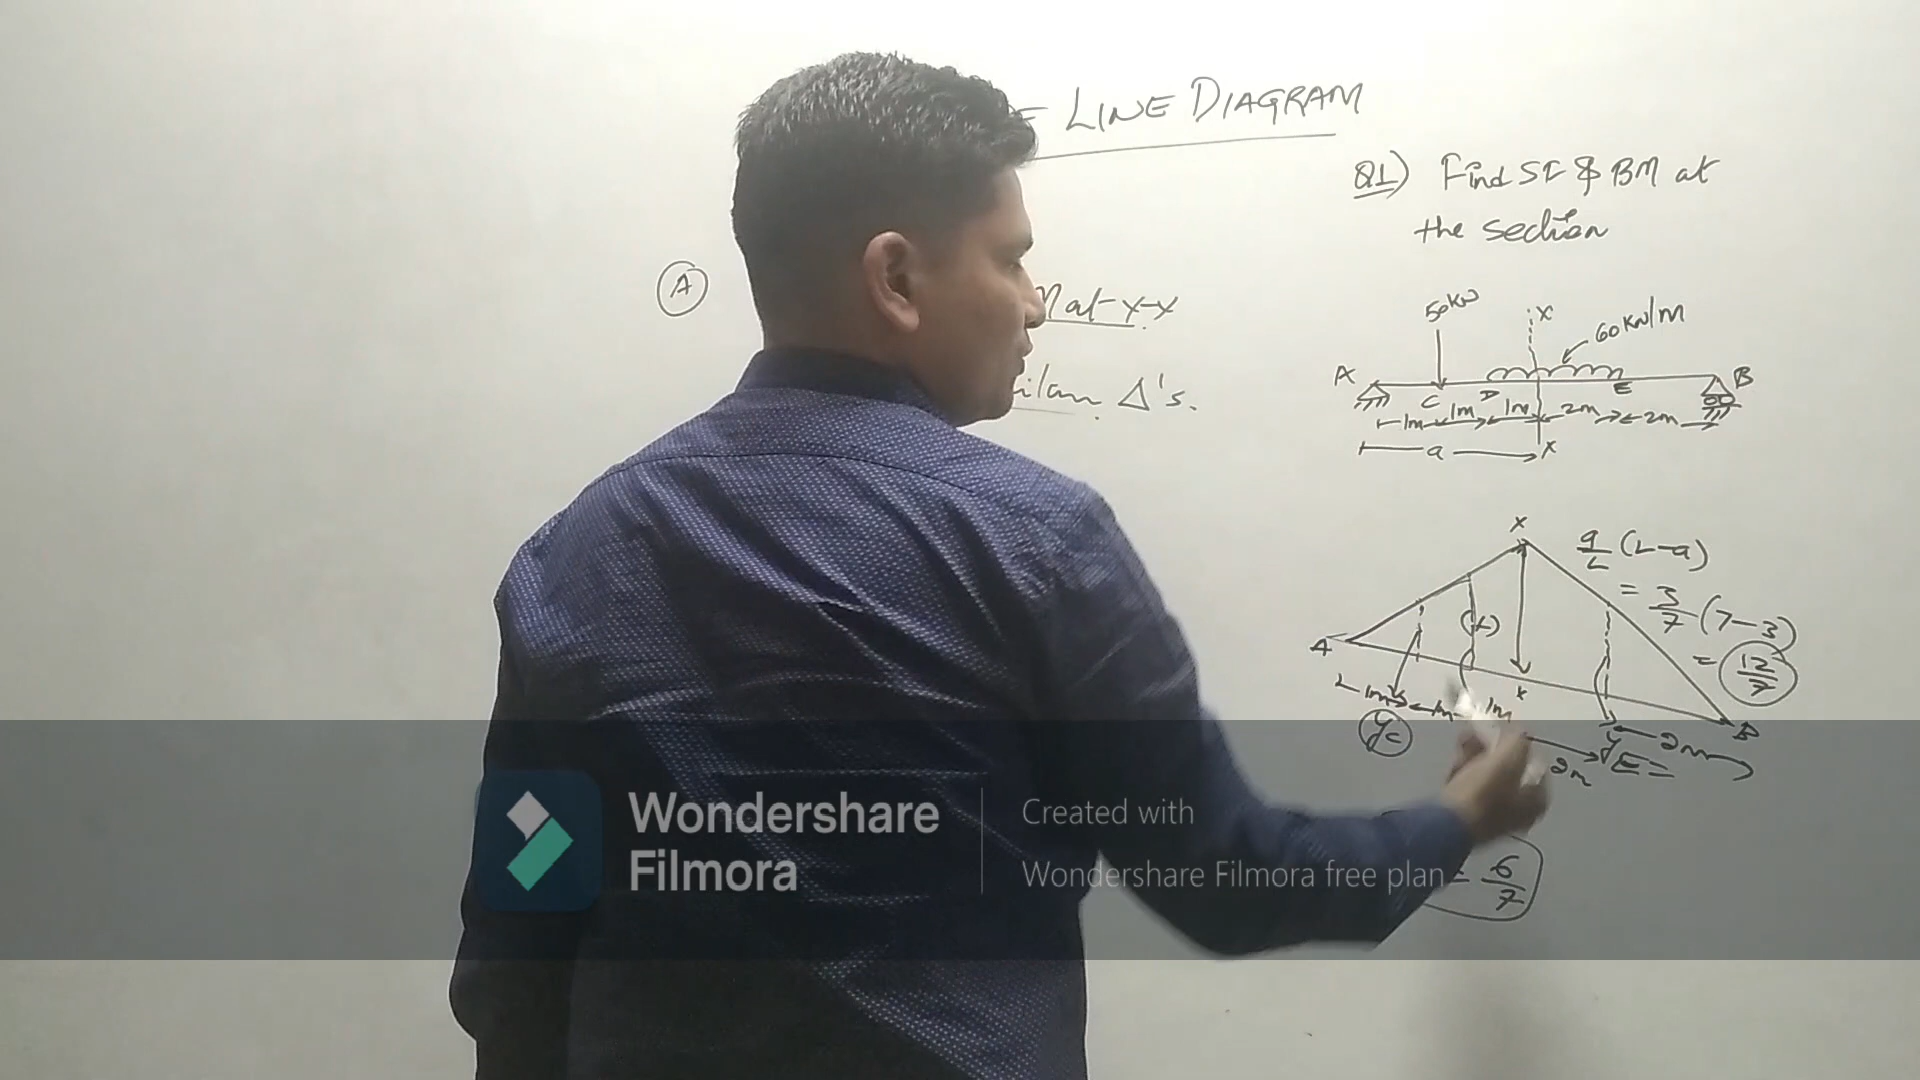 LINE DIAGRAM
Q1) Find SF & BM at
the section
A
at X-X
Δ's.
50KN
X
60KN/M
A
B
C
D
E
1m
1m
1m
2m
2m
a
X
X
a/L (L-a)
= 3/7 (7-3)
= 12/7
(+)
A
X
B
1m
1m
1m
yc
2m
yE =
2m
= 6/7
Wondershare
Filmora
Created with
Wondershare Filmora free plan